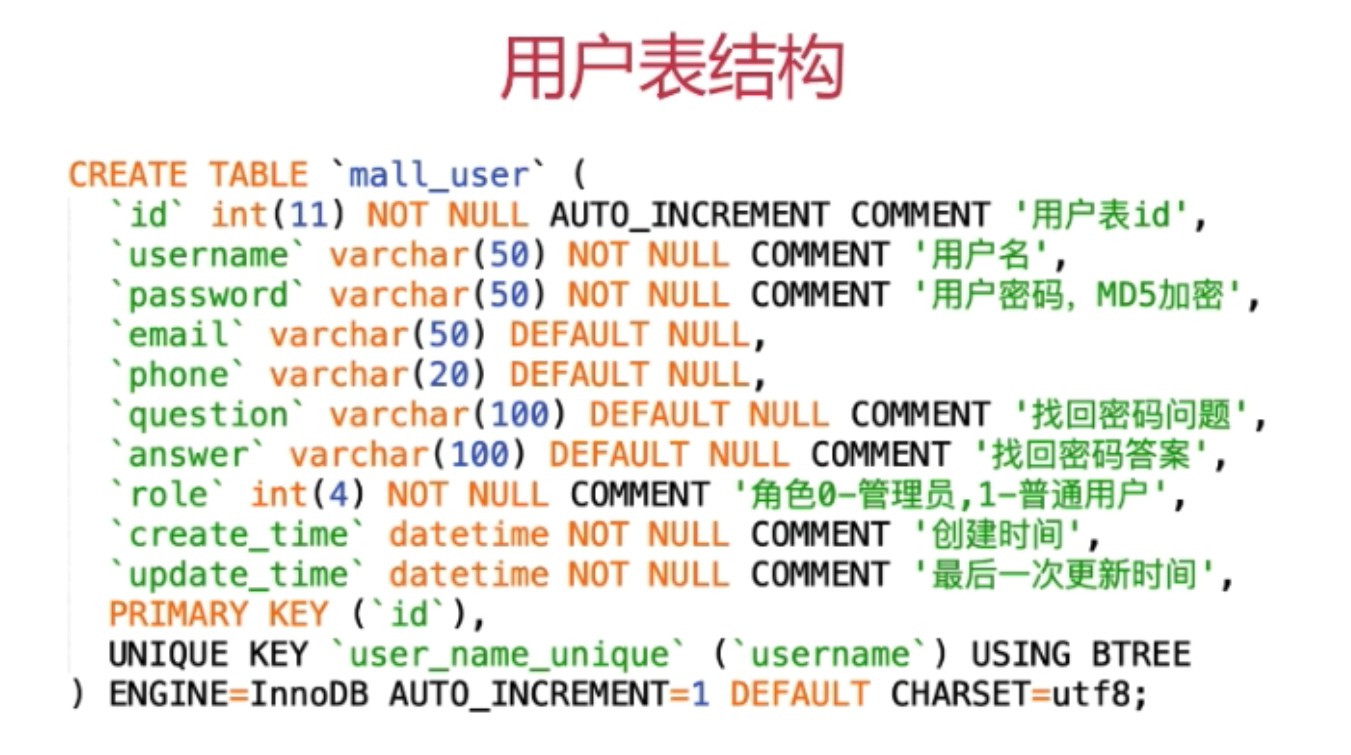 用户表结构
CREATE TABLE `mall_user` (
`id` int(11) NOT NULL AUTO_INCREMENT COMMENT '用户表id',
`username` varchar(50) NOT NULL COMMENT '用户名',
`password` varchar(50) NOT NULL COMMENT '用户密码，MD5加密',
`email` varchar(50) DEFAULT NULL,
`phone` varchar(20) DEFAULT NULL,
`question` varchar(100) DEFAULT NULL COMMENT '找回密码问题',
`answer` varchar(100) DEFAULT NULL COMMENT '找回密码答案',
`role` int(4) NOT NULL COMMENT '角色0-管理员,1-普通用户',
`create_time` datetime NOT NULL COMMENT '创建时间',
`update_time` datetime NOT NULL COMMENT '最后一次更新时间',
PRIMARY KEY (`id`),
UNIQUE KEY `user_name_unique` (`username`) USING BTREE
) ENGINE=InnoDB AUTO_INCREMENT=1 DEFAULT CHARSET=utf8;